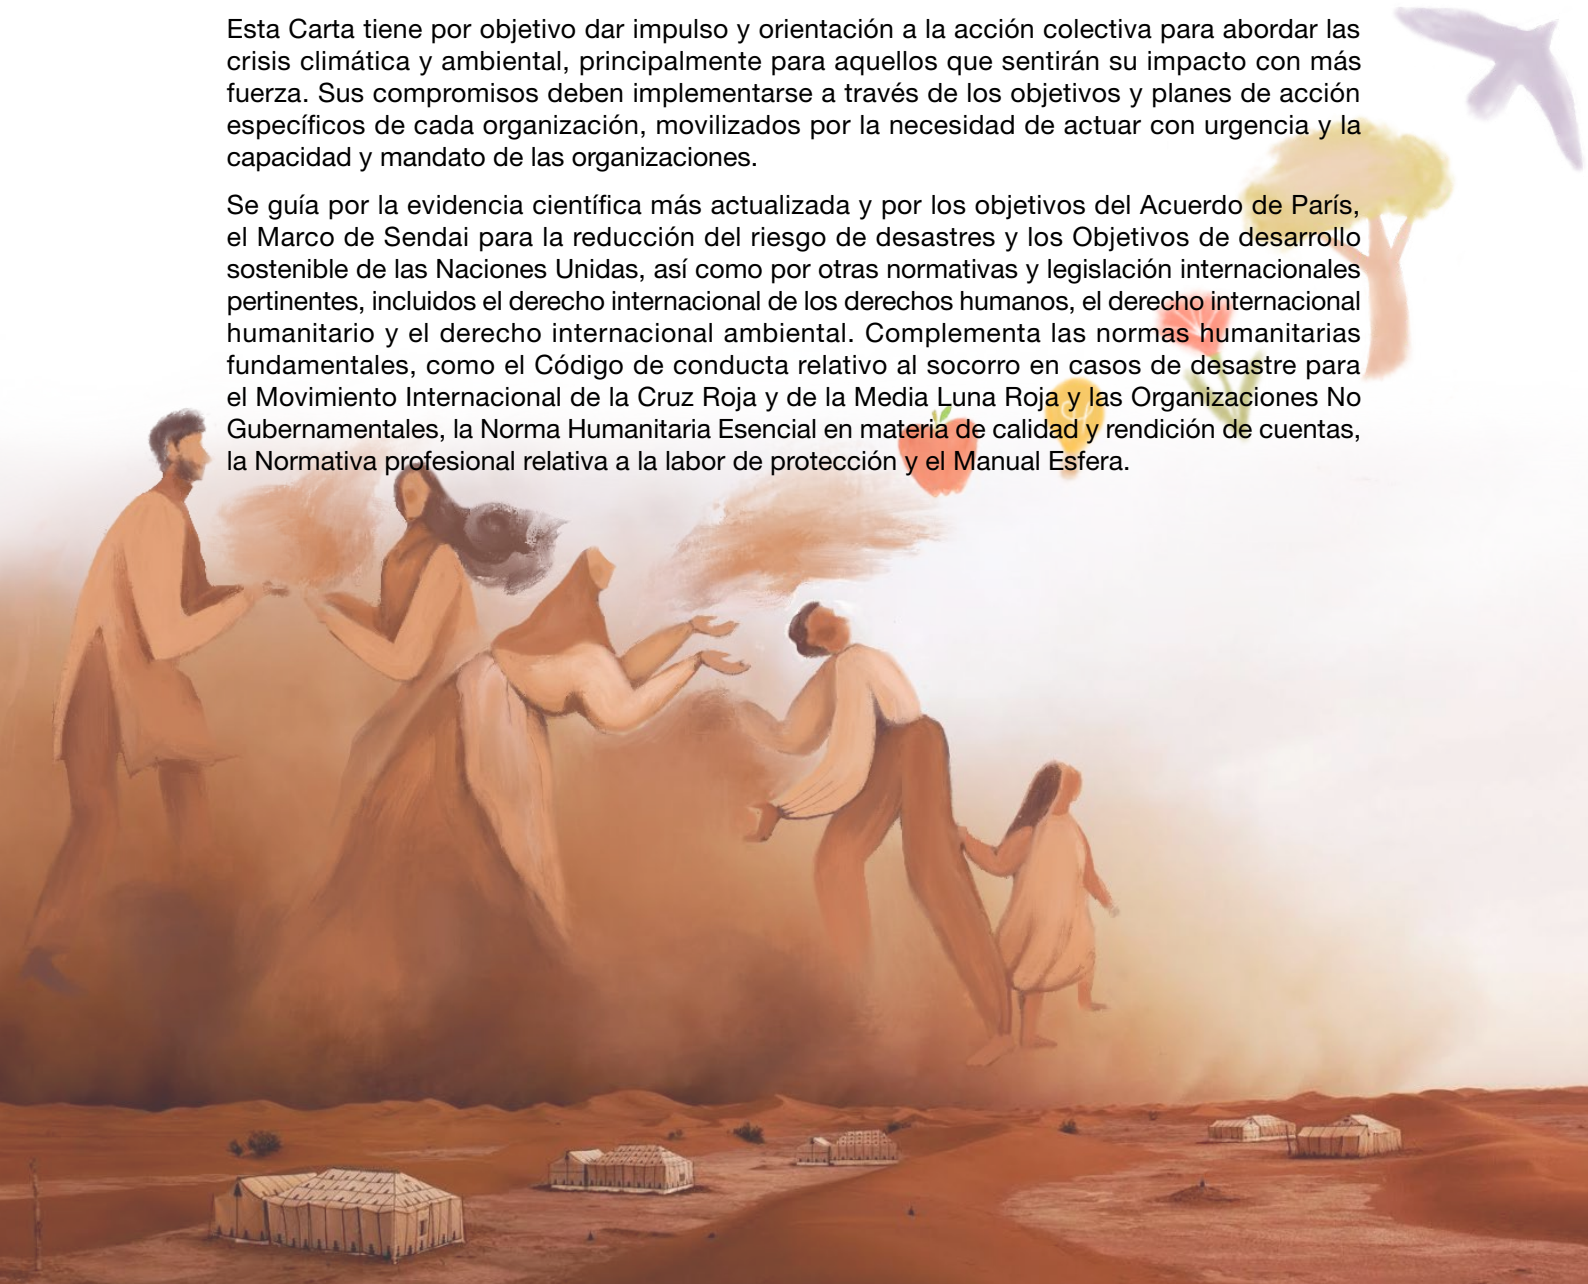 Esta Carta tiene por objetivo dar impulso y orientación a la acción colectiva para abordar las
crisis climática y ambiental, principalmente para aquellos que sentirán su impacto con más
fuerza. Sus compromisos deben implementarse a través de los objetivos y planes de acción
específicos de cada organización, movilizados por la necesidad de actuar con urgencia y la
capacidad y mandato de las organizaciones.
Se guía por la evidencia científica más actualizada y por los objetivos del Acuerdo de París,
el Marco de Sendai para la reducción del riesgo de desastres y los Objetivos de desarrollo
sostenible de las Naciones Unidas, así como por otras normativas y legislación internacionales
pertinentes, incluidos el derecho internacional de los derechos humanos, el derecho internacional
humanitario y el derecho internacional ambiental. Complementa las normas humanitarias
fundamentales, como el Código de conducta relativo al socorro en casos de desastre para
el Movimiento Internacional de la Cruz Roja y de la Media Luna Roja y las Organizaciones No
Gubernamentales, la Norma Humanitaria Esencial en materia de calidad y rendición de cuentas,
la Normativa profesional relativa a la labor de protección y el Manual Esfera.